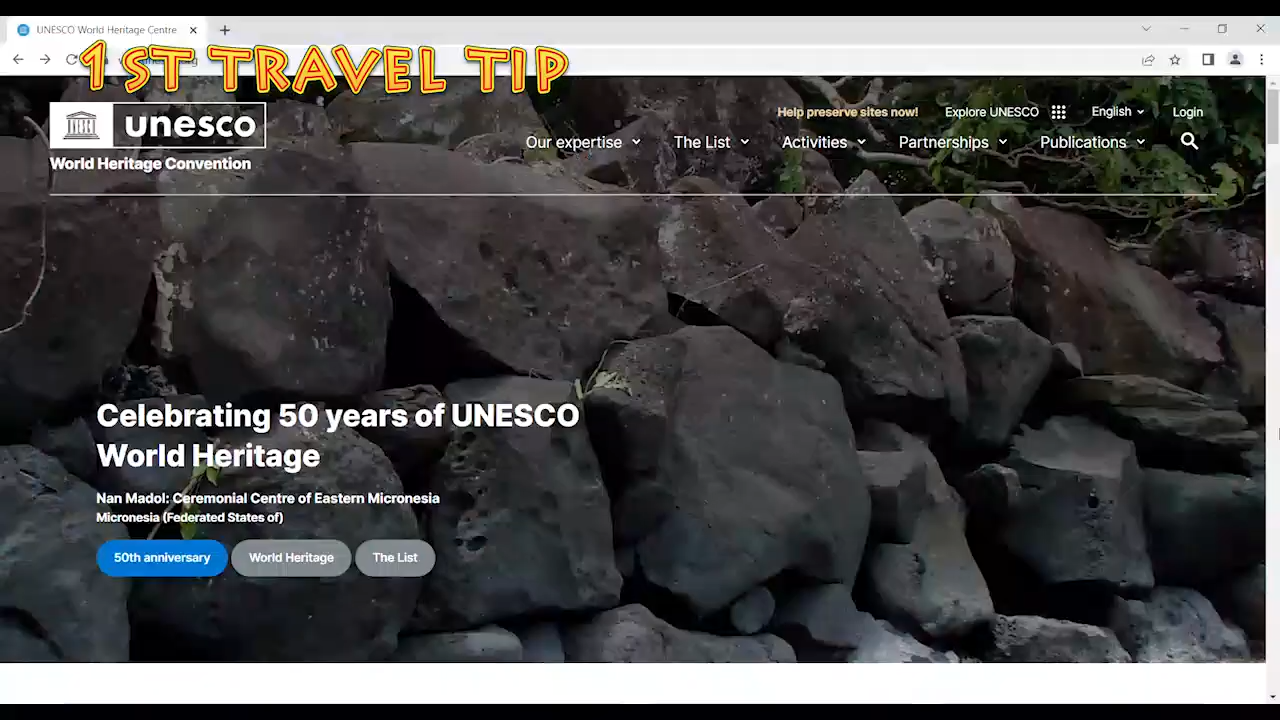 UNESCO World Heritage Centre
1ST TRAVEL TIP
unesco
World Heritage Convention
Help preserve sites now!
Explore UNESCO
English
Login
Our expertise
The List
Activities
Partnerships
Publications
Celebrating 50 years of UNESCO
World Heritage
Nan Madol: Ceremonial Centre of Eastern Micronesia
Micronesia (Federated States of)
50th anniversary
World Heritage
The List